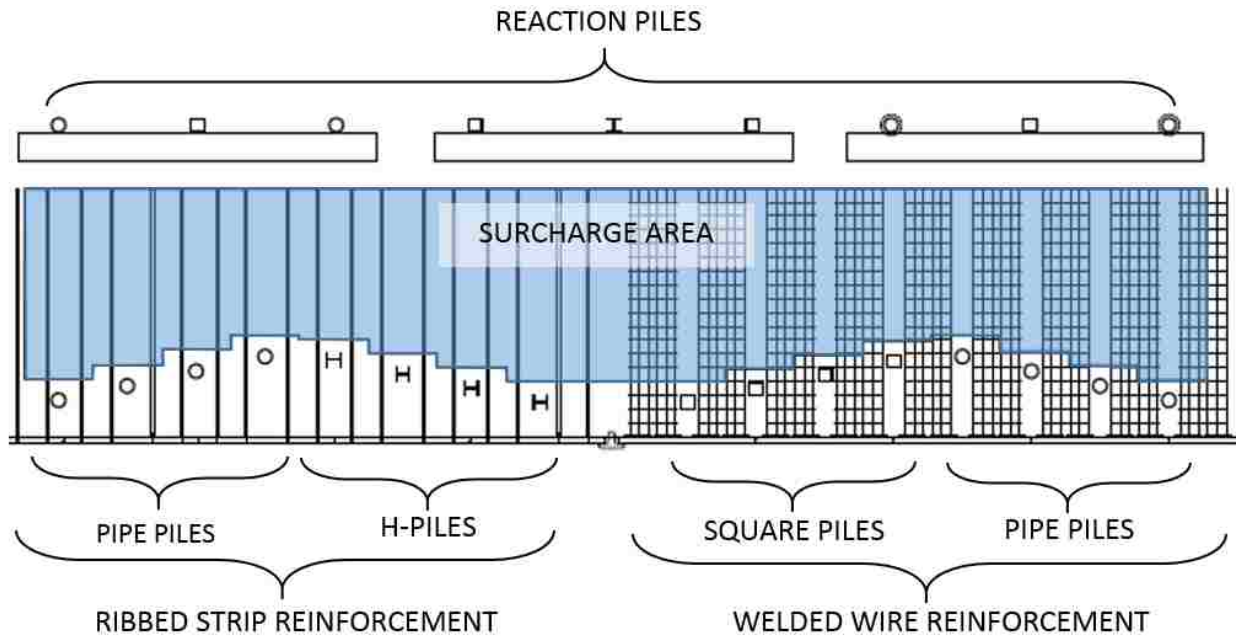 REACTION PILES
SURCHARGE AREA
PIPE PILES
H-PILES
SQUARE PILES
PIPE PILES
RIBBED STRIP REINFORCEMENT
WELDED WIRE REINFORCEMENT